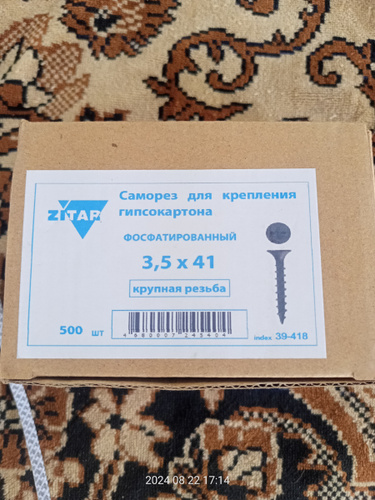 ZITAR
Саморез для крепления
гипсокартона
ФОСФАТИРОВАННЫЙ
3,5 х 41
крупная резьба
500 шт
index 39-418
2024 08 22 17:14